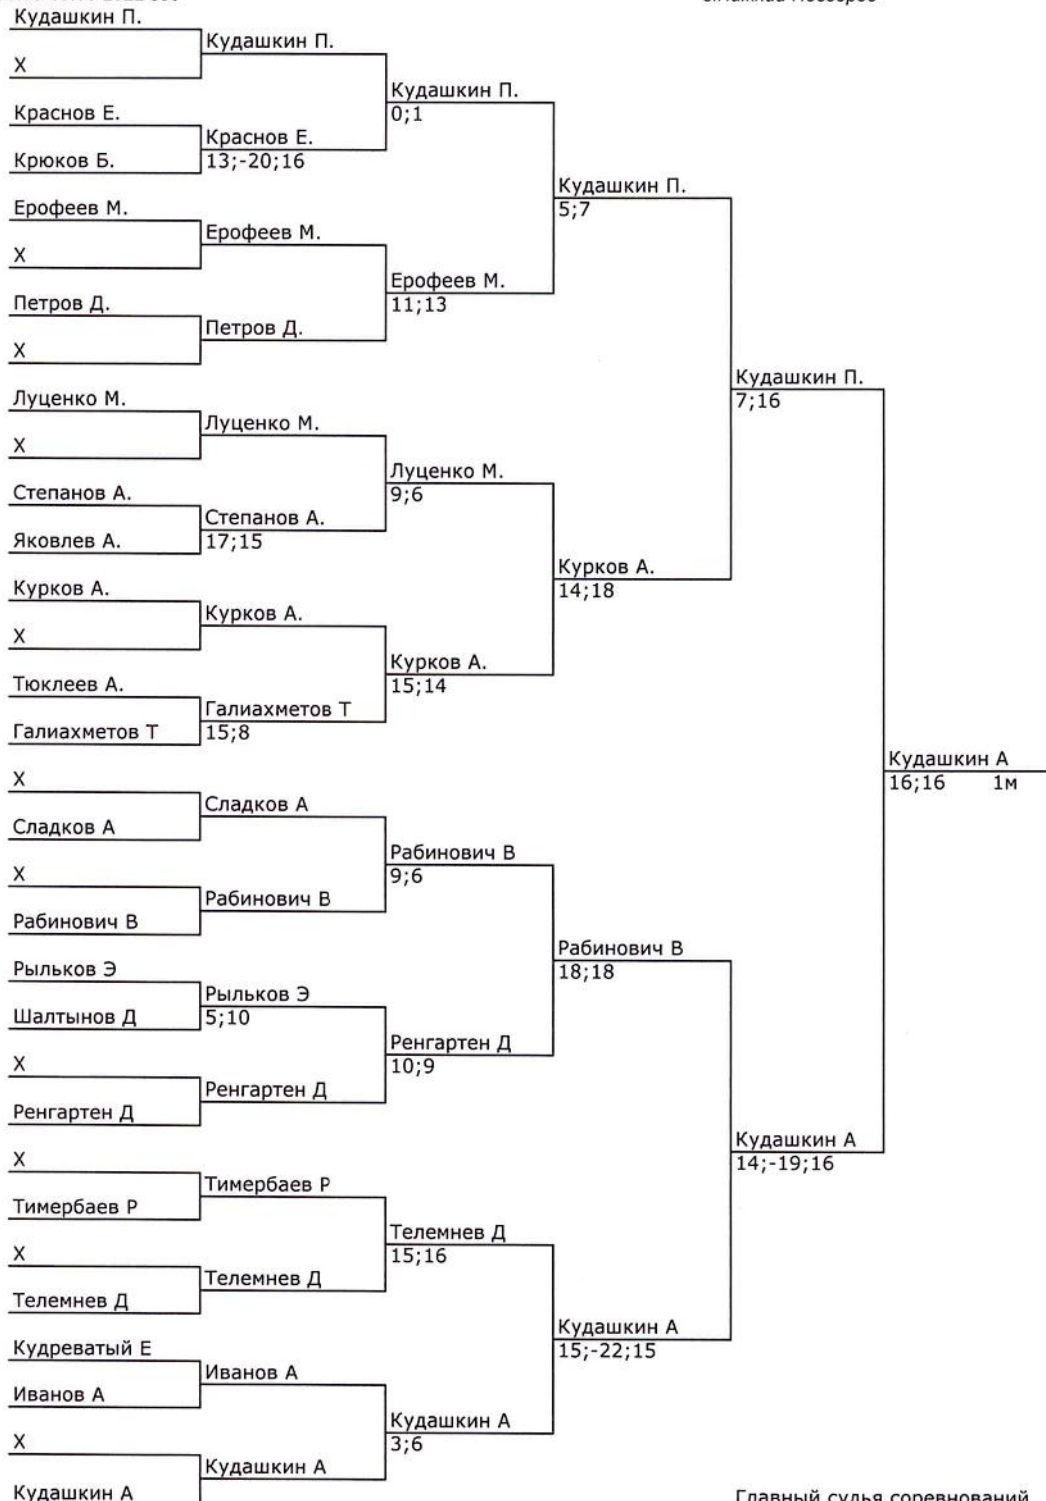 Кудашкин П.
Кудашкин П.
X
Кудашкин П.
0;1
Краснов Е.
Краснов Е.
Крюков Б.
13;-20;16
Кудашкин П.
5;7
Ерофеев М.
Ерофеев М.
X
Ерофеев М.
11;13
Петров Д.
Петров Д.
X
Кудашкин П.
7;16
Луценко М.
Луценко М.
X
Луценко М.
9;6
Степанов А.
Степанов А.
Яковлев А.
17;15
Курков А.
14;18
Курков А.
Курков А.
X
Курков А.
15;14
Тюклеев А.
Галиахметов Т
Галиахметов Т
15;8
Кудашкин А
16;16 1м
X
Сладков А
Сладков А
Рабинович В
9;6
X
Рабинович В
Рабинович В
Рабинович В
18;18
Рыльков Э
Рыльков Э
Шалтынов Д
5;10
Ренгартен Д
10;9
X
Ренгартен Д
Ренгартен Д
Кудашкин А
14;-19;16
X
Тимербаев Р
Тимербаев Р
Телемнев Д
15;16
X
Телемнев Д
Телемнев Д
Кудашкин А
15;-22;15
Кудреватый Е
Иванов А
Иванов А
Кудашкин А
3;6
X
Кудашкин А
Кудашкин А
Главный судья соревнований